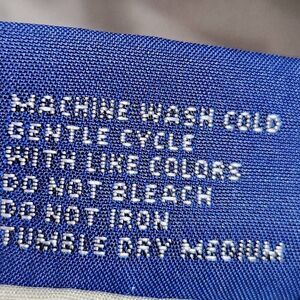 MACHINE WASH COLD
GENTLE CYCLE
WITH LIKE COLORS
DO NOT BLEACH
DO NOT IRON
TUMBLE DRY MEDIUM